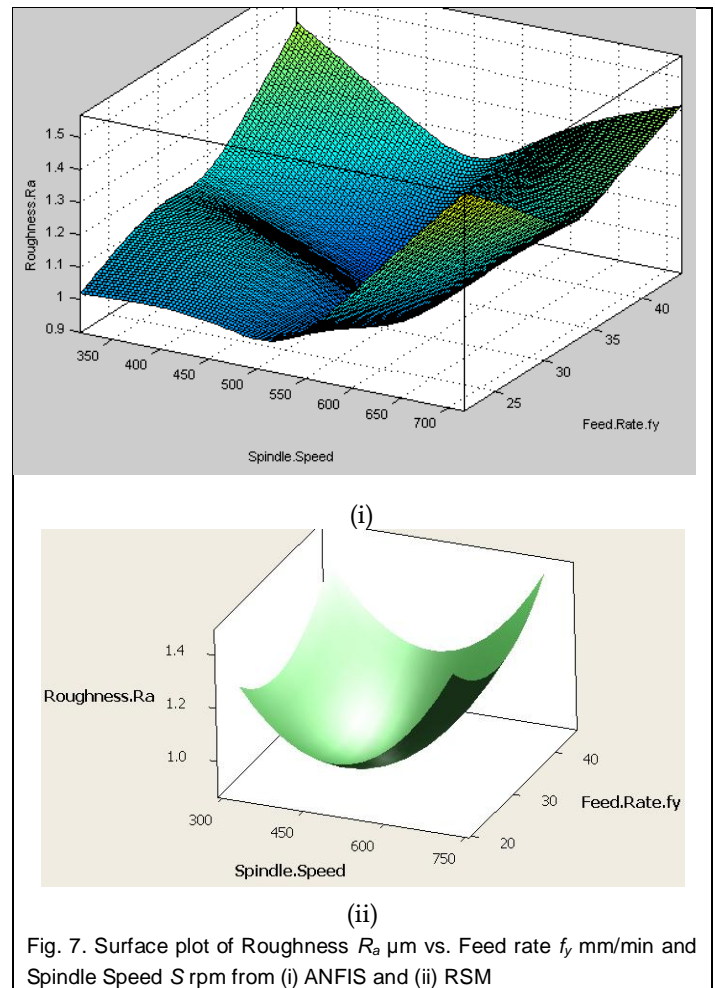 1.5
1.4
1.3
1.2
1.1
1
0.9
Roughness.Ra
350
400
450
500
550
600
650
700
Spindle.Speed
25
30
35
40
Feed.Rate.fy
(i)
1.4
1.2
1.0
Roughness.Ra
300
450
600
750
Spindle.Speed
20
30
40
Feed.Rate.fy
(ii)
Fig. 7. Surface plot of Roughness Ra µm vs. Feed rate fy mm/min and
Spindle Speed S rpm from (i) ANFIS and (ii) RSM